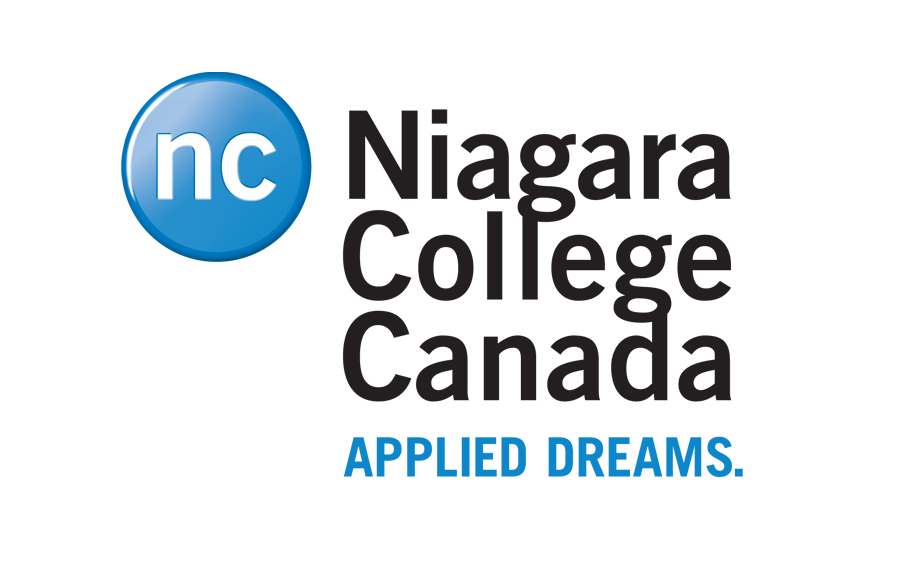 nc
Niagara
College
Canada
APPLIED DREAMS.